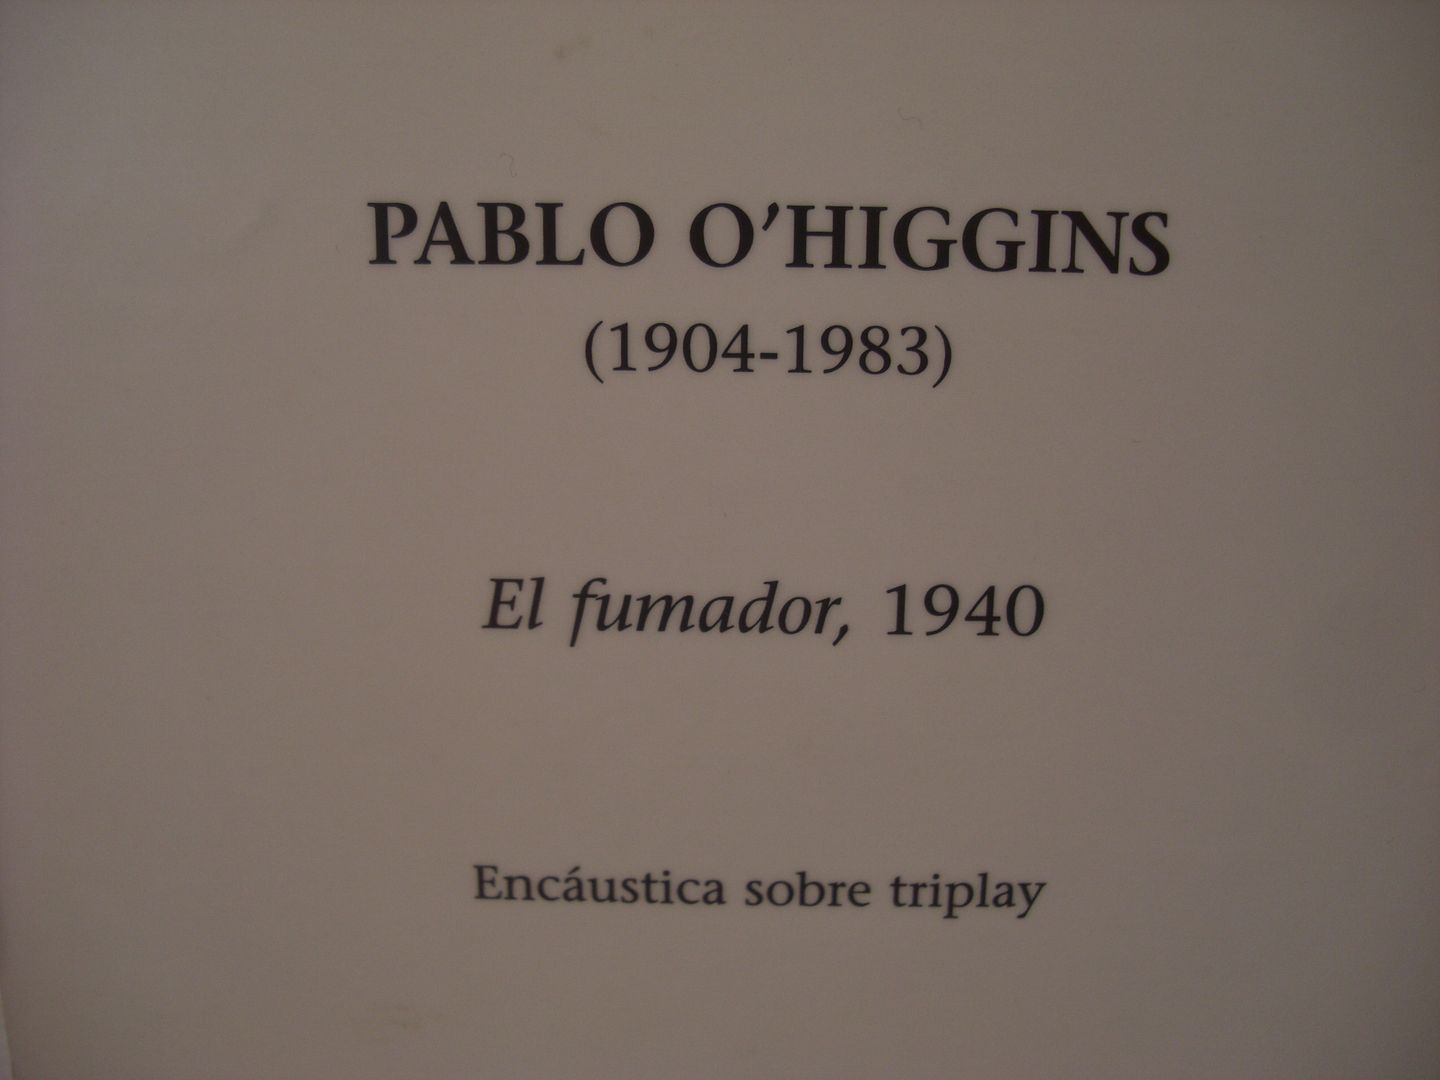 PABLO O’HIGGINS
(1904-1983)
El fumador, 1940
Encáustica sobre triplay